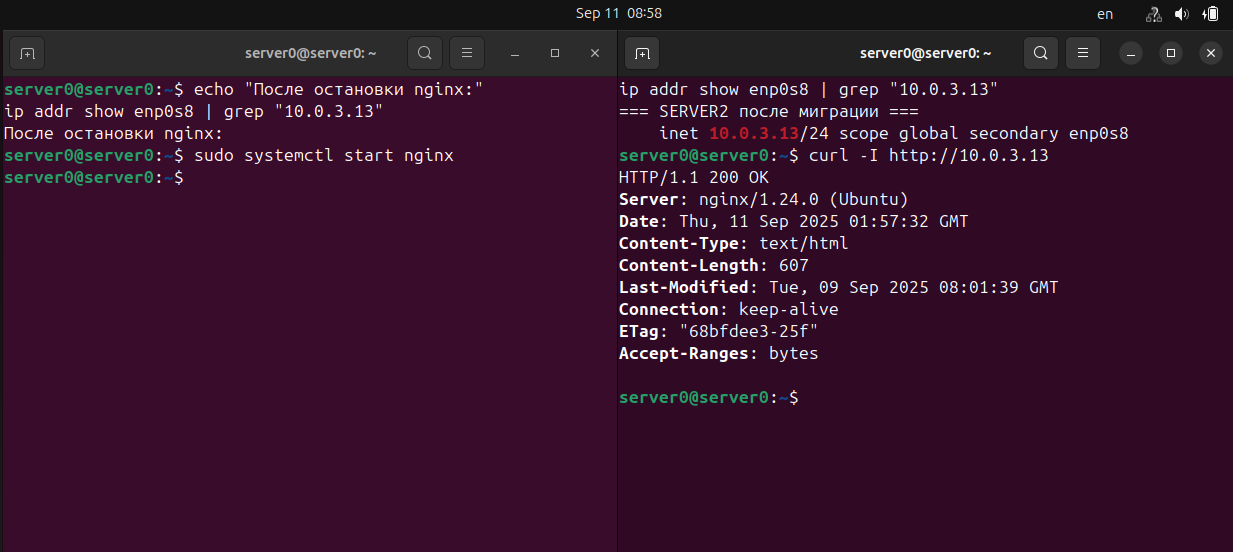 Sep 11 08:58
en
server0@server0: ~
server0@server0:~$ echo "После остановки nginx:"
ip addr show enp0s8 | grep "10.0.3.13"
После остановки nginx:
server0@server0:~$ sudo systemctl start nginx
server0@server0:~$
server0@server0: ~
ip addr show enp0s8 | grep "10.0.3.13"
=== SERVER2 после миграции ===
    inet 10.0.3.13/24 scope global secondary enp0s8
server0@server0:~$ curl -I http://10.0.3.13
HTTP/1.1 200 OK
Server: nginx/1.24.0 (Ubuntu)
Date: Thu, 11 Sep 2025 01:57:32 GMT
Content-Type: text/html
Content-Length: 607
Last-Modified: Tue, 09 Sep 2025 08:01:39 GMT
Connection: keep-alive
ETag: "68bfdee3-25f"
Accept-Ranges: bytes
server0@server0:~$